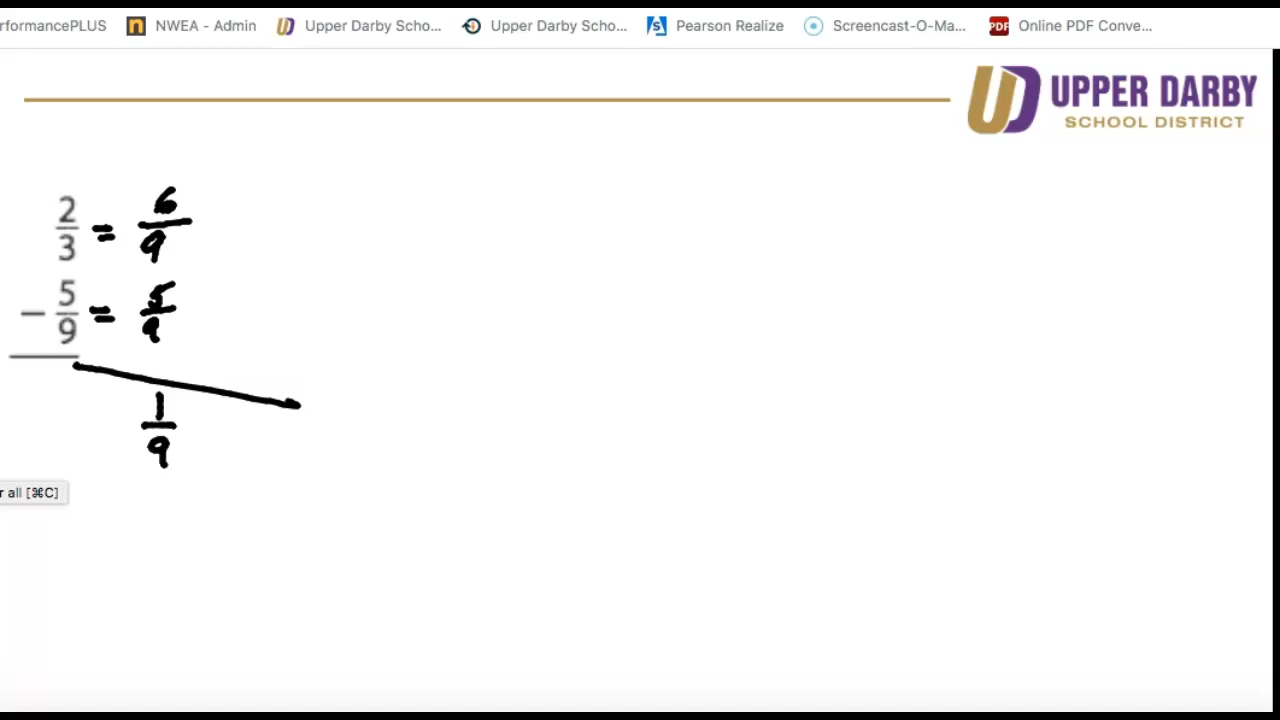 rformancePLUS NWEA - Admin Upper Darby Scho... Upper Darby Scho... Pearson Realize Screencast-O-Ma... PDF Online PDF Conve...
UPPER DARBY
SCHOOL DISTRICT
2/3 = 6/9
- 5/9 = 5/9
1/9
r all [⌘C]